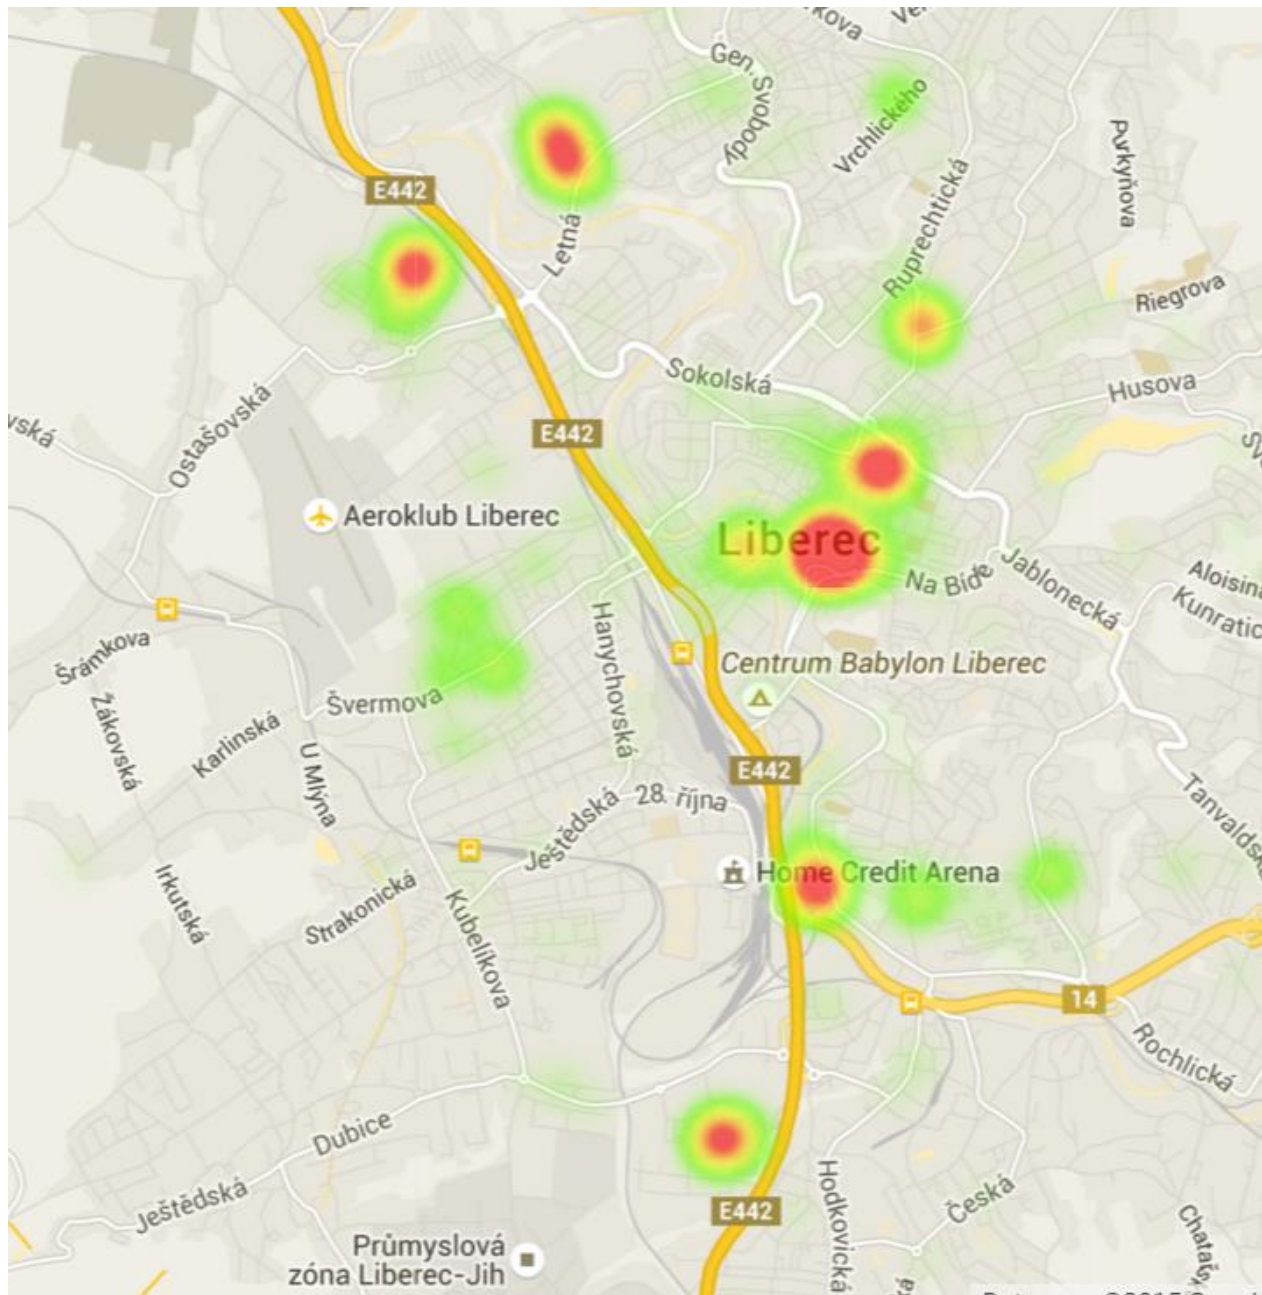 Gen. Svobody
Vrchlického
Purkyňova
E442
Letná
Ruprechtická
Riegrova
Sokolská
Husova
Ostašovská
E442
Aeroklub Liberec
Liberec
Na Bídě
Jablonecká
Aloisina
Kunratic
Hanychovská
Šrámkova
Centrum Babylon Liberec
Švermova
Žákovská
Karlinská
U Mlýna
E442
28. října
Tanvaldská
Ještědská
Home Credit Arena
Irkutská
Strakonická
Kubelíkova
14
Rochlická
Dubice
Ještědská
Hodkovická
Česká
E442
Průmyslová
zóna Liberec-Jih